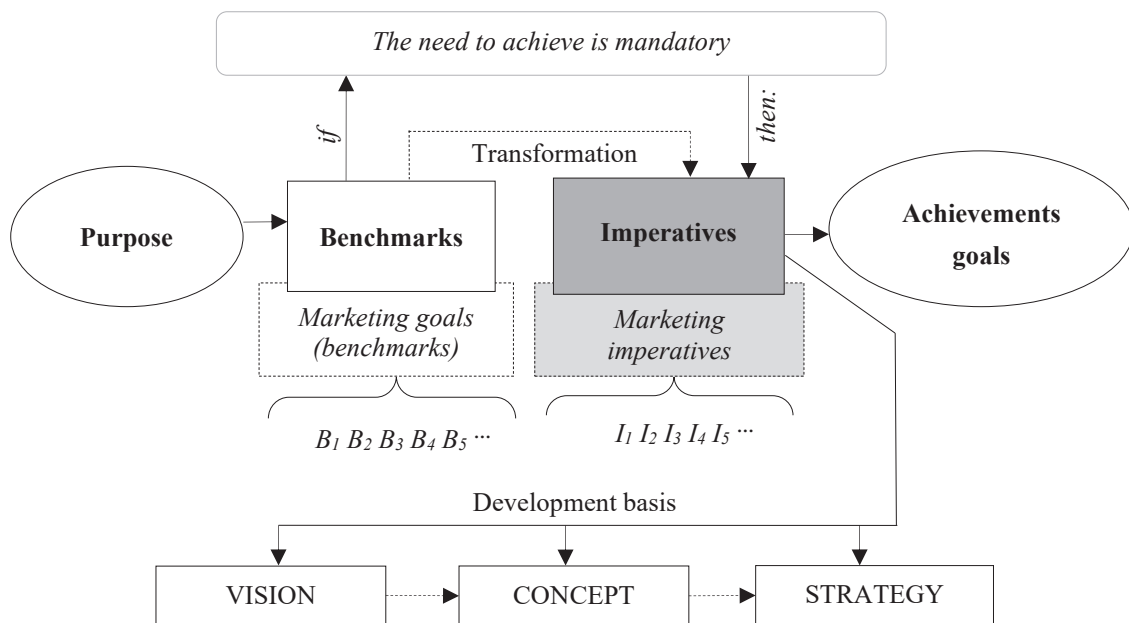 The need to achieve is mandatory
if
then:
Transformation
Purpose
Benchmarks
Imperatives
Achievements
goals
Marketing goals
(benchmarks)
Marketing
imperatives
B1 B2 B3 B4 B5 ...
I1 I2 I3 I4 I5 ...
Development basis
VISION
CONCEPT
STRATEGY